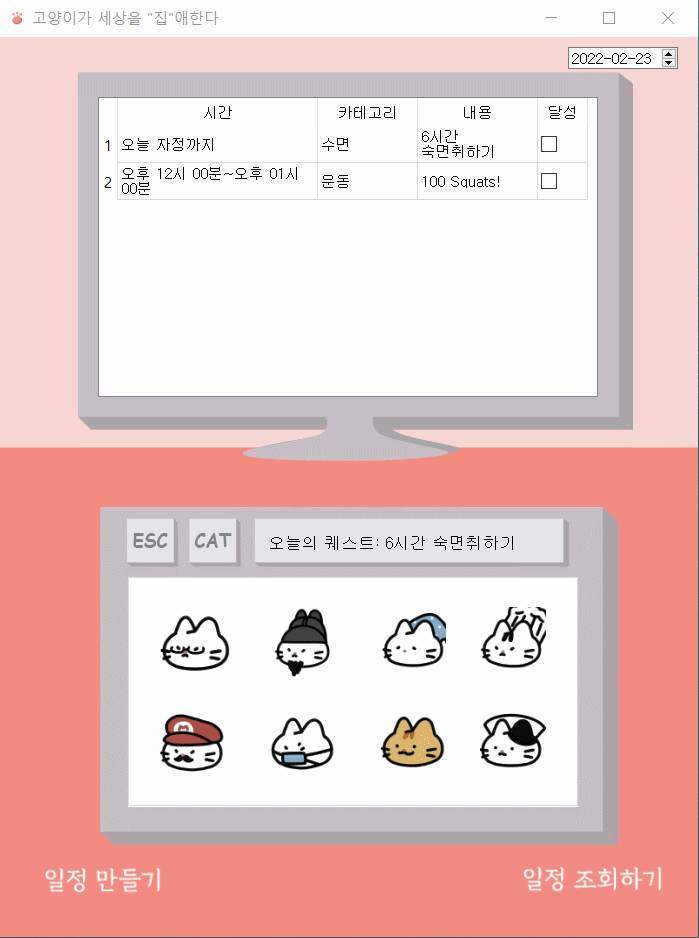 고양이가 세상을 "집"애한다
2022-02-23
시간 카테고리 내용 달성
1 오늘 자정까지 수면 6시간
숙면취하기
2 오후 12시 00분~오후 01시
00분 운동 100 Squats!
ESC CAT 오늘의 퀘스트: 6시간 숙면취하기
M
일정 만들기 일정 조회하기